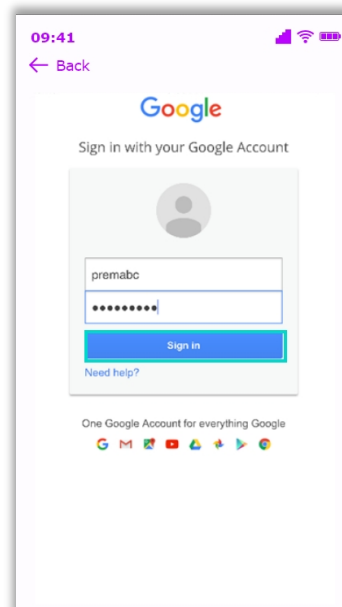 09:41
Back
Google
Sign in with your Google Account
premabc
•••••••••
Sign in
Need help?
One Google Account for everything Google